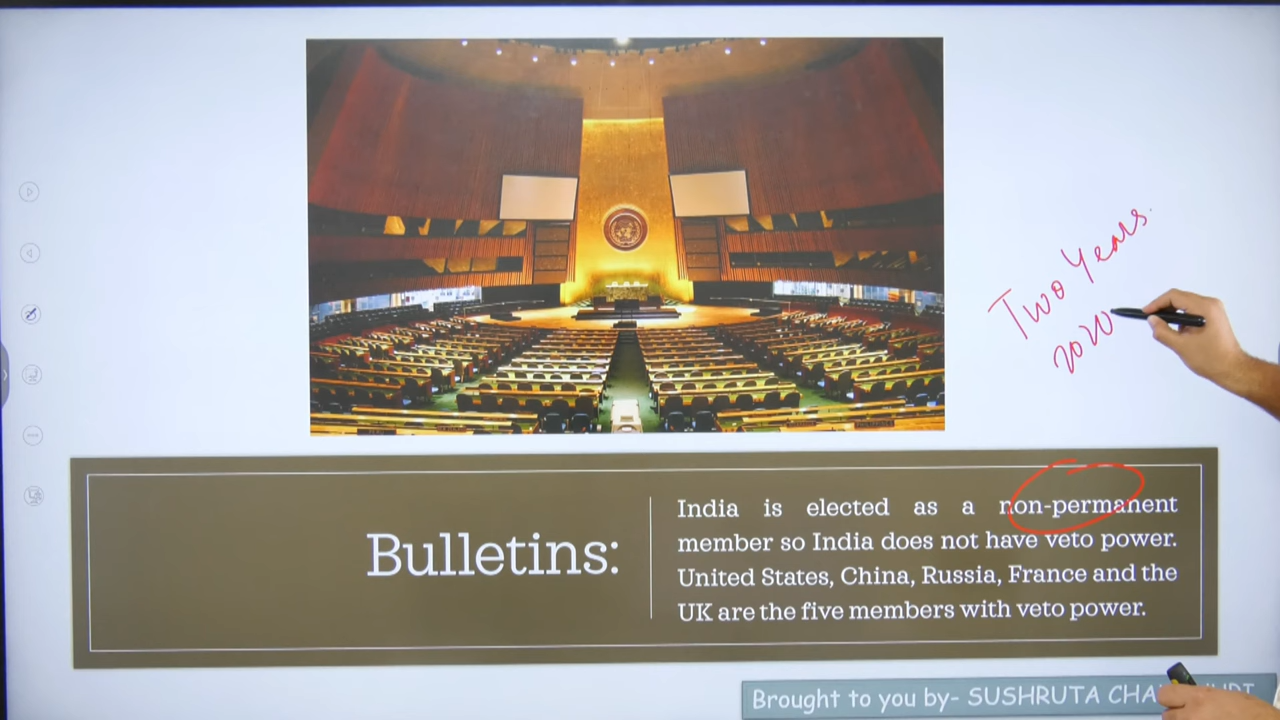 Two Years.
2020
Bulletins:
India is elected as a non-permanent
member so India does not have veto power.
United States, China, Russia, France and the
UK are the five members with veto power.
Brought to you by- SUSHRUTA